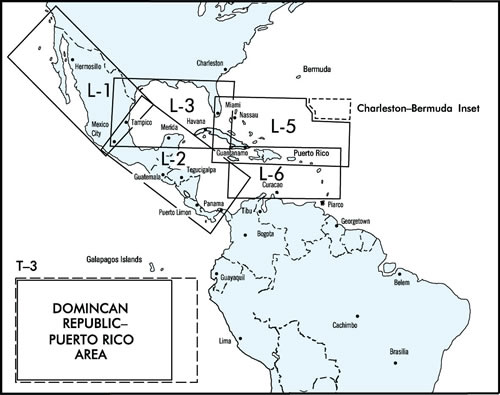 Hermosillo
Charleston
Bermuda
L-1
L-3
Miami
Nassau
Charleston-Bermuda Inset
Mexico
City
Tampico
Merida
Havana
L-5
Guantanamo
Puerto Rico
L-2
Guatemala
Tegucigalpa
L-6
Curacao
Puerto Limon
Panama
Tibu
Piarco
Georgetown
Bogota
Galapagos Islands
Guayaquil
Belem
T-3
DOMINCAN
REPUBLIC-
PUERTO RICO
AREA
Lima
Cachimbo
Brasilia